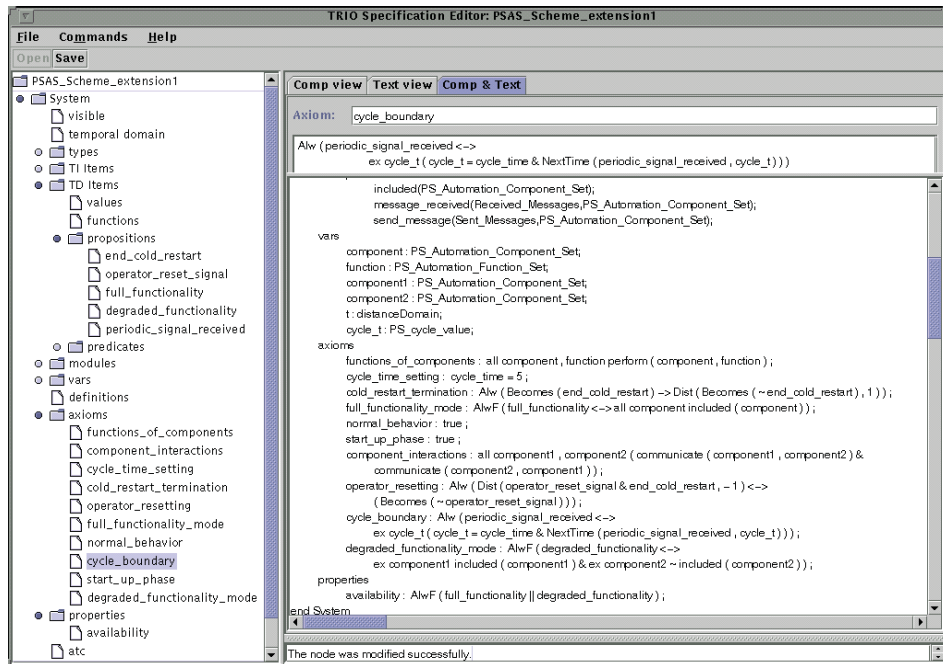 TRIO Specification Editor: PSAS_Scheme_extension1
File Commands Help
Open Save
PSAS_Scheme_extension1
System
visible
temporal domain
types
TI Items
TD Items
values
functions
propositions
end_cold_restart
operator_reset_signal
full_functionality
degraded_functionality
periodic_signal_received
predicates
modules
vars
definitions
axioms
functions_of_components
component_interactions
cycle_time_setting
cold_restart_termination
operator_resetting
full_functionality_mode
normal_behavior
cycle_boundary
start_up_phase
degraded_functionality_mode
properties
availability
atc
Comp view Text view Comp & Text
Axiom: cycle_boundary
Alw ( periodic_signal_received <->
ex cycle_t ( cycle_t = cycle_time & NextTime ( periodic_signal_received , cycle_t ) ) )
included(PS_Automation_Component_Set);
message_received(Received_Messages,PS_Automation_Component_Set);
send_message(Sent_Messages,PS_Automation_Component_Set);
vars
component : PS_Automation_Component_Set;
function : PS_Automation_Function_Set;
component1 : PS_Automation_Component_Set;
component2 : PS_Automation_Component_Set;
t : distanceDomain;
cycle_t : PS_cycle_value;
axioms
functions_of_components : all component , function perform ( component , function ) ;
cycle_time_setting : cycle_time = 5 ;
cold_restart_termination : Alw ( Becomes ( end_cold_restart ) -> Dist ( Becomes ( ~ end_cold_restart ) , 1 ) ) ;
full_functionality_mode : AlwF ( full_functionality <-> all component included ( component ) ) ;
normal_behavior : true ;
start_up_phase : true ;
component_interactions : all component1 , component2 ( communicate ( component1 , component2 ) &
communicate ( component2 , component1 ) ) ;
operator_resetting : Alw ( Dist ( operator_reset_signal & end_cold_restart , - 1 ) <->
( Becomes ( ~ operator_reset_signal ) ) ) ;
cycle_boundary : Alw ( periodic_signal_received <->
ex cycle_t ( cycle_t = cycle_time & NextTime ( periodic_signal_received , cycle_t ) ) ) ;
degraded_functionality_mode : AlwF ( degraded_functionality <->
ex component1 included ( component1 ) & ex component2 ~ included ( component2 ) ) ;
properties
availability : AlwF ( full_functionality || degraded_functionality ) ;
end System
The node was modified successfully.